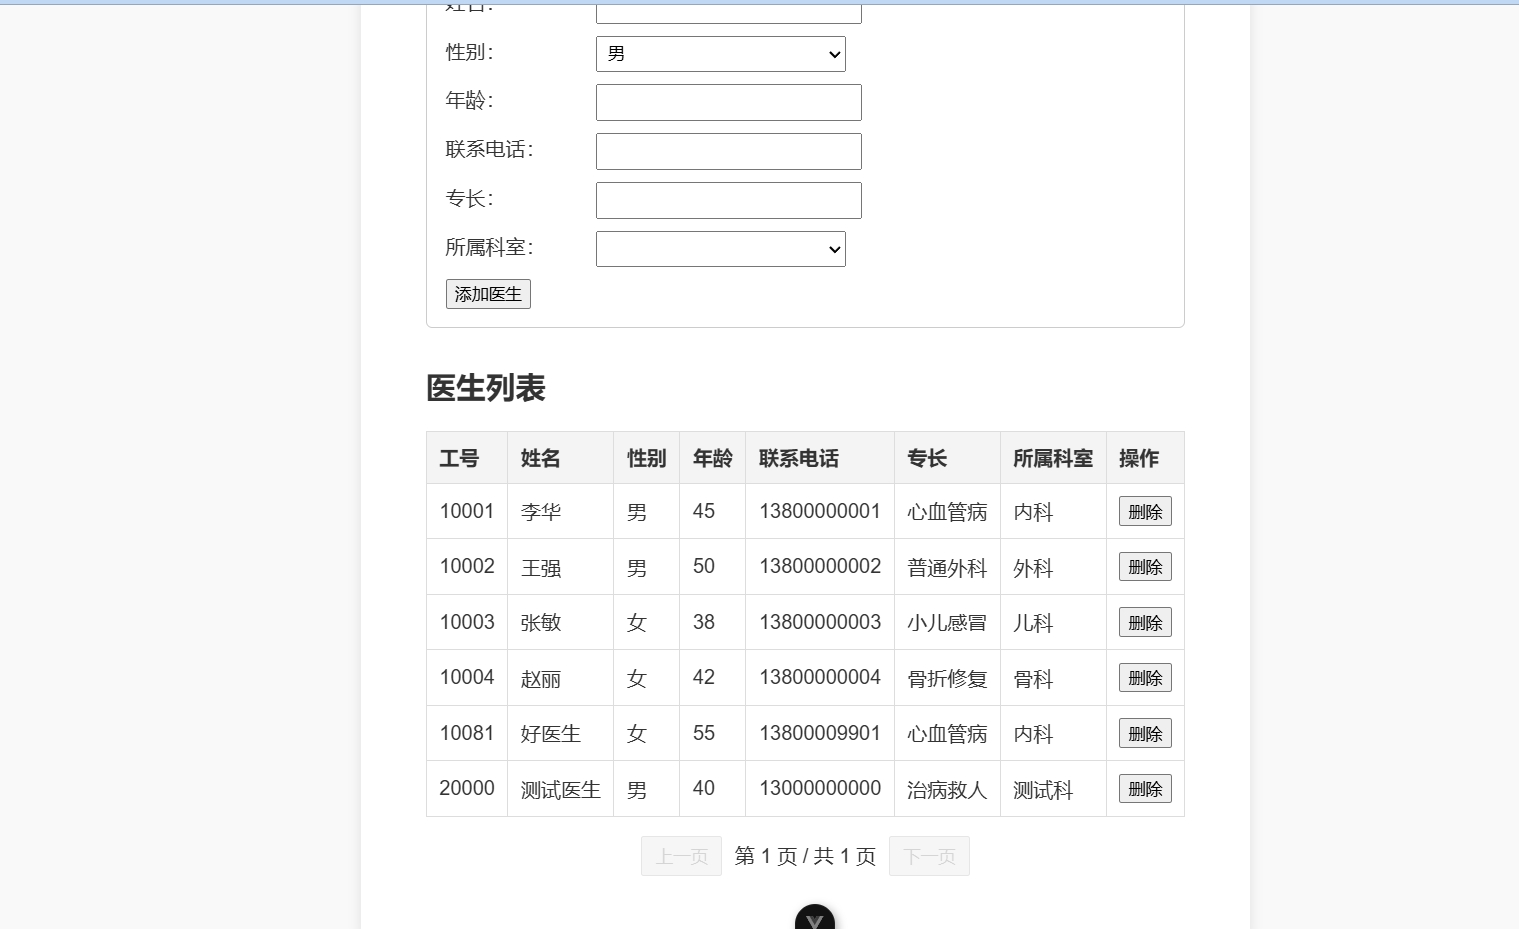 姓名:
性别:
男
年龄:
联系电话:
专长:
所属科室:
添加医生
医生列表
工号 姓名 性别 年龄 联系电话 专长 所属科室 操作
10001 李华 男 45 13800000001 心血管病 内科 删除
10002 王强 男 50 13800000002 普通外科 外科 删除
10003 张敏 女 38 13800000003 小儿感冒 儿科 删除
10004 赵丽 女 42 13800000004 骨折修复 骨科 删除
10081 好医生 女 55 13800009901 心血管病 内科 删除
20000 测试医生 男 40 13000000000 治病救人 测试科 删除
上一页 第 1 页 / 共 1 页 下一页